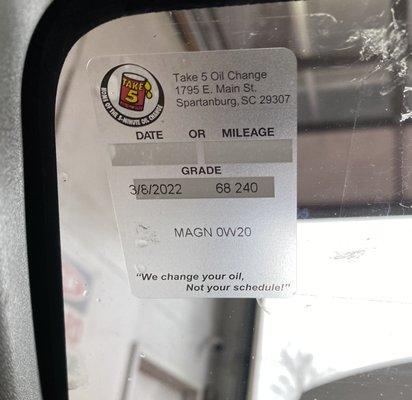 TAKE
5
HOME OF THE 5-MINUTE OIL CHANGE
Take 5 Oil Change
1795 E. Main St.
Spartanburg, SC 29307
DATE OR MILEAGE
GRADE
3/8/2022 68 240
MAGN 0W20
"We change your oil,
Not your schedule!"